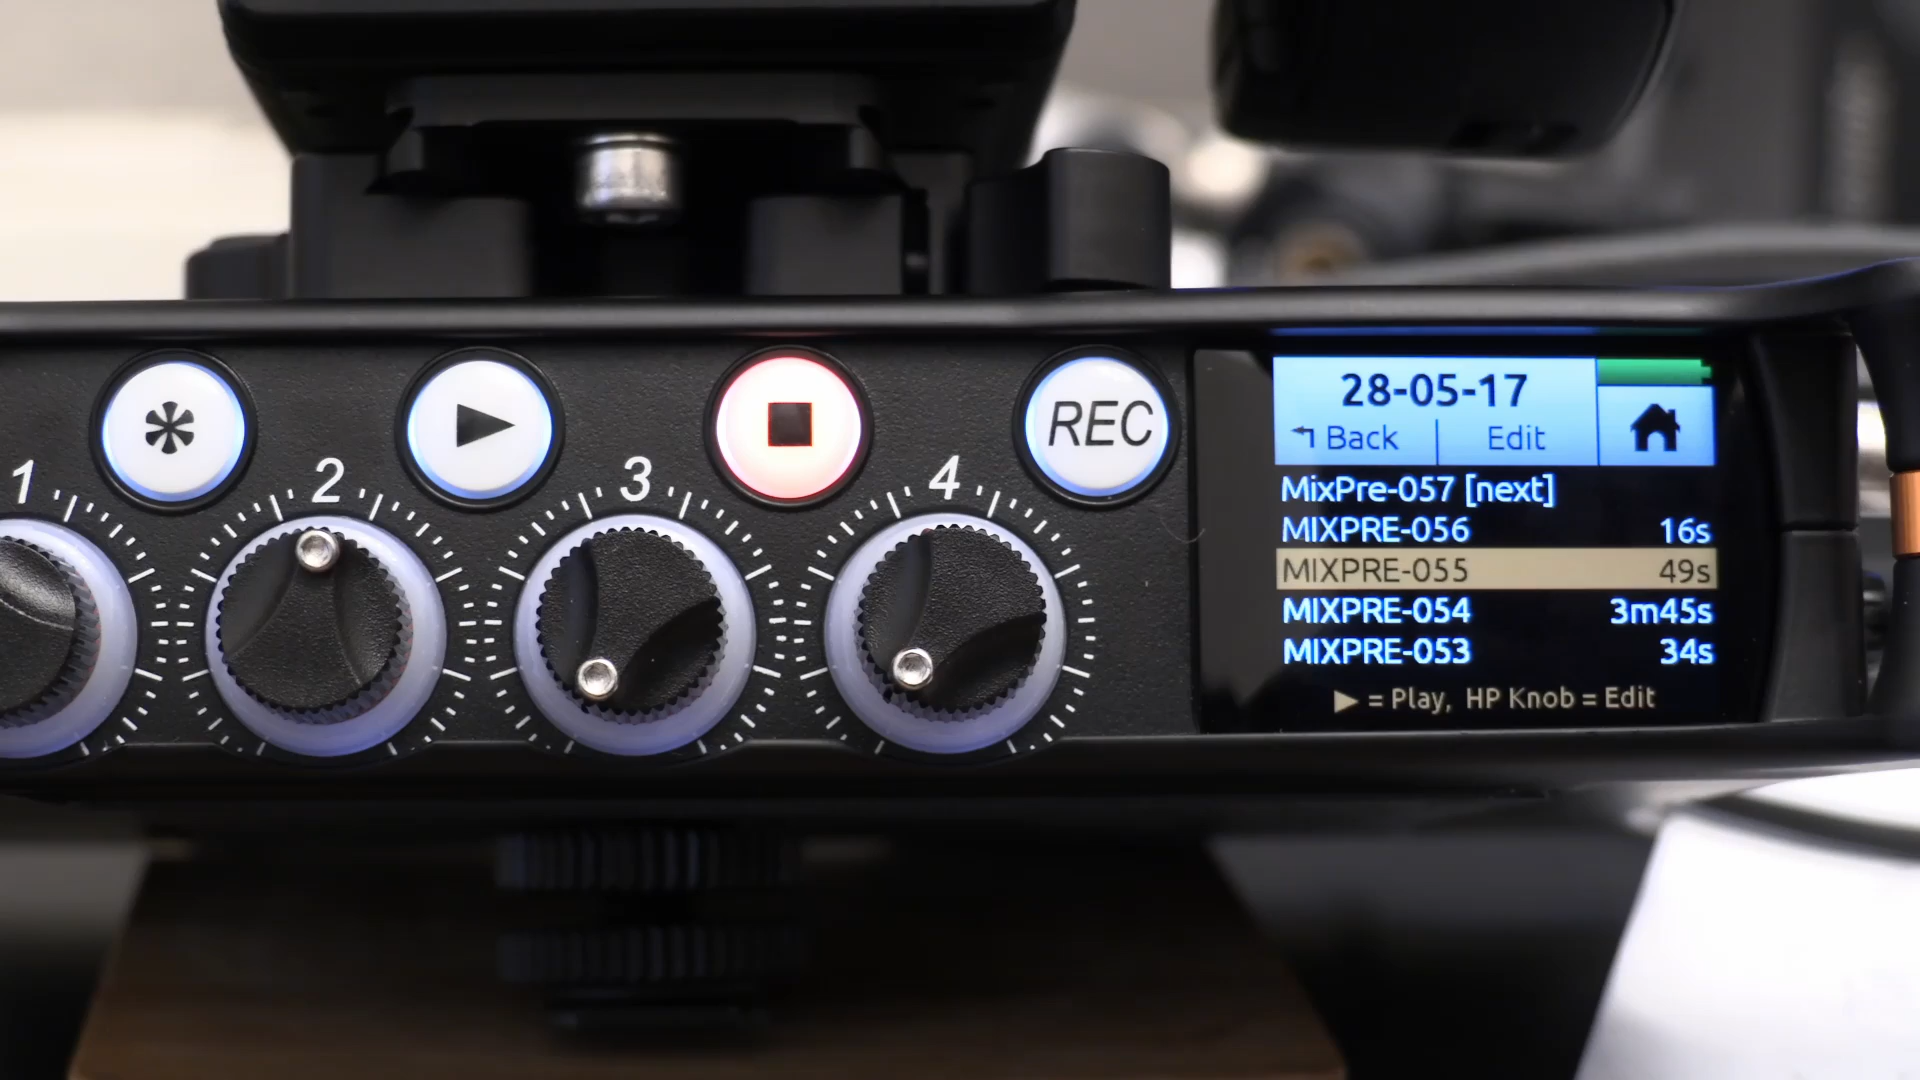 REC
1 2 3 4
28-05-17
Back Edit
MixPre-057 [next]
MIXPRE-056 16s
MIXPRE-055 49s
MIXPRE-054 3m45s
MIXPRE-053 34s
▶ = Play, HP Knob = Edit